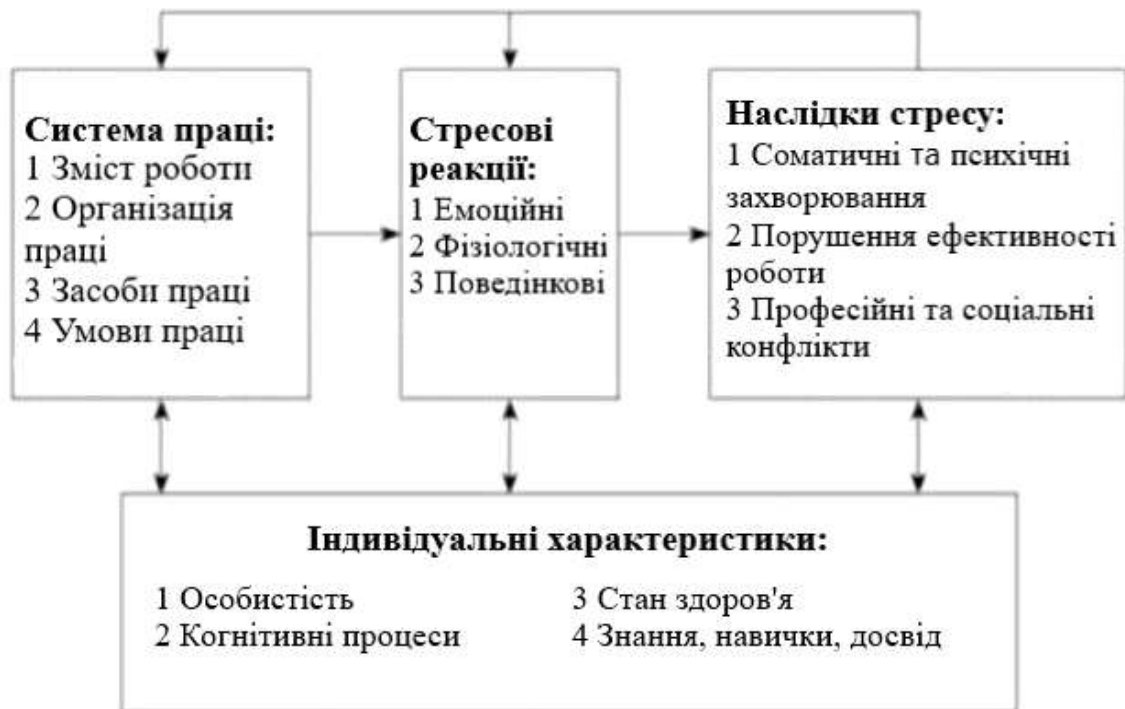 Система праці:
1 Зміст роботи
2 Організація
праці
3 Засоби праці
4 Умови праці
Стресові
реакції:
1 Емоційні
2 Фізіологічні
3 Поведінкові
Наслідки стресу:
1 Соматичні та психічні
захворювання
2 Порушення ефективності
роботи
3 Професійні та соціальні
конфлікти
Індивідуальні характеристики:
1 Особистість
2 Когнітивні процеси
3 Стан здоров'я
4 Знання, навички, досвід